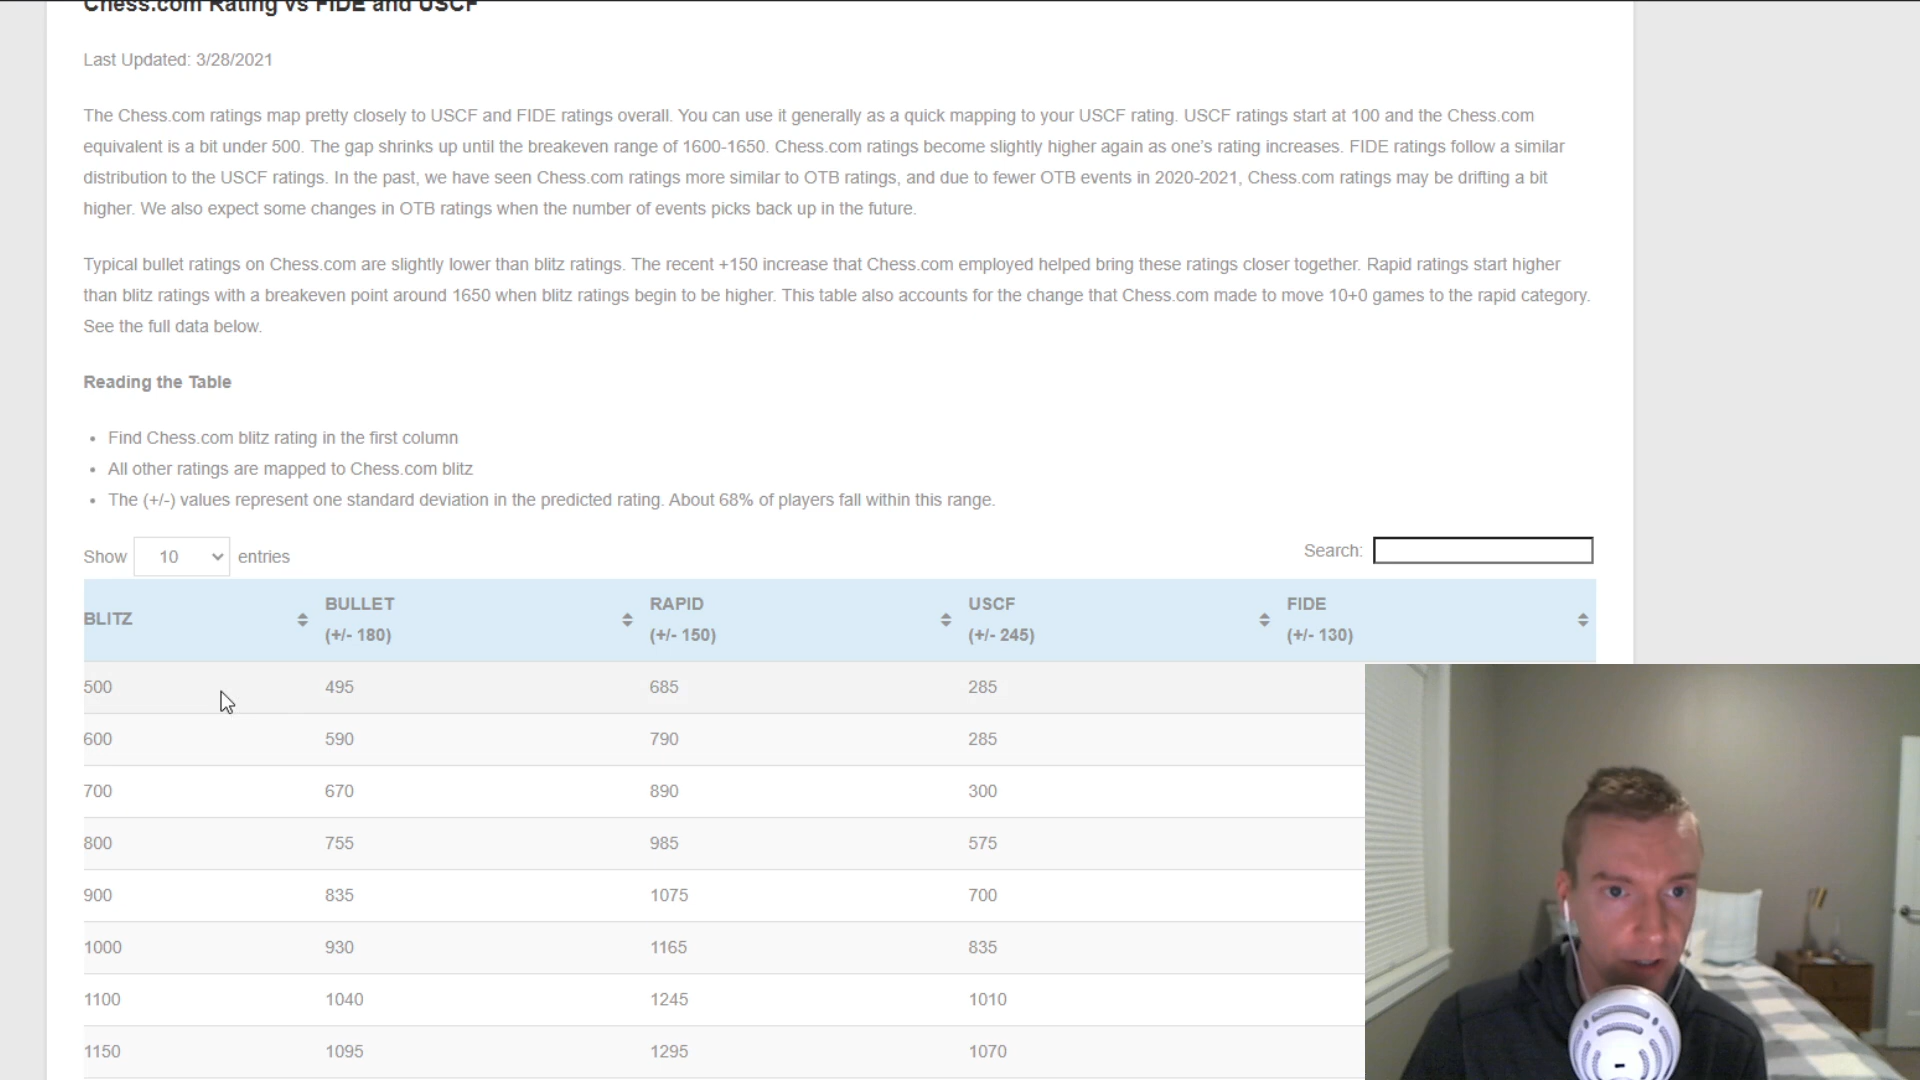 Chess.com Rating vs FIDE and USCF
Last Updated: 3/28/2021
The Chess.com ratings map pretty closely to USCF and FIDE ratings overall. You can use it generally as a quick mapping to your USCF rating. USCF ratings start at 100 and the Chess.com
equivalent is a bit under 500. The gap shrinks up until the breakeven range of 1600-1650. Chess.com ratings become slightly higher again as one's rating increases. FIDE ratings follow a similar
distribution to the USCF ratings. In the past, we have seen Chess.com ratings more similar to OTB ratings, and due to fewer OTB events in 2020-2021, Chess.com ratings may be drifting a bit
higher. We also expect some changes in OTB ratings when the number of events picks back up in the future.
Typical bullet ratings on Chess.com are slightly lower than blitz ratings. The recent +150 increase that Chess.com employed helped bring these ratings closer together. Rapid ratings start higher
than blitz ratings with a breakeven point around 1650 when blitz ratings begin to be higher. This table also accounts for the change that Chess.com made to move 10+0 games to the rapid category.
See the full data below.
Reading the Table
• Find Chess.com blitz rating in the first column
• All other ratings are mapped to Chess.com blitz
• The (+/-) values represent one standard deviation in the predicted rating. About 68% of players fall within this range.
Show 10 entries Search:
BLITZ BULLET (+/- 180) RAPID (+/- 150) USCF (+/- 245) FIDE (+/- 130)
500 495 685 285
600 590 790 285
700 670 890 300
800 755 985 575
900 835 1075 700
1000 930 1165 835
1100 1040 1245 1010
1150 1095 1295 1070